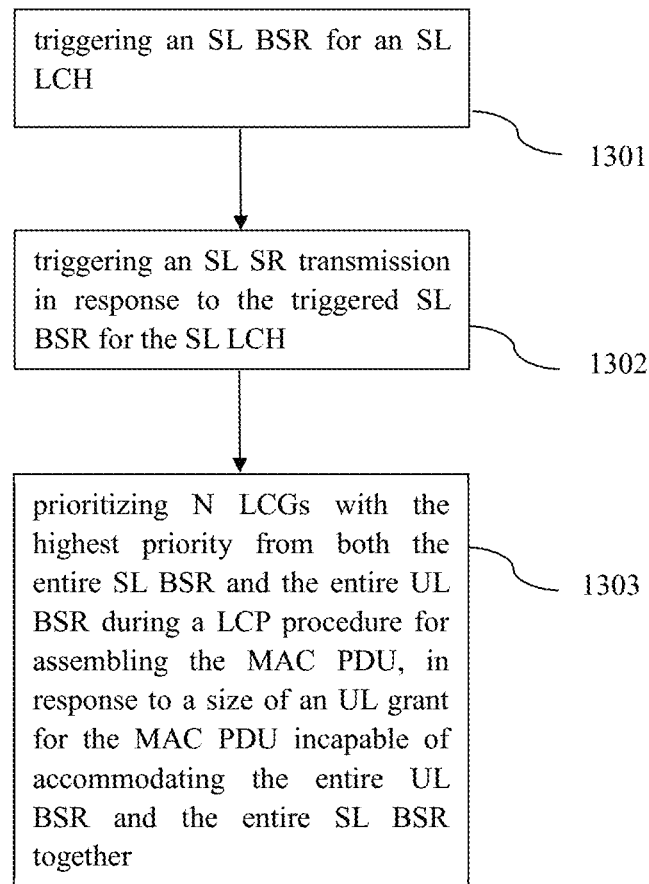 triggering an SL BSR for an SL
LCH
1301
triggering an SL SR transmission
in response to the triggered SL
BSR for the SL LCH
1302
prioritizing N LCGs with the
highest priority from both the
entire SL BSR and the entire UL
BSR during a LCP procedure for
assembling the MAC PDU, in
response to a size of an UL grant
for the MAC PDU incapable of
accommodating the entire UL
BSR and the entire SL BSR
together
1303